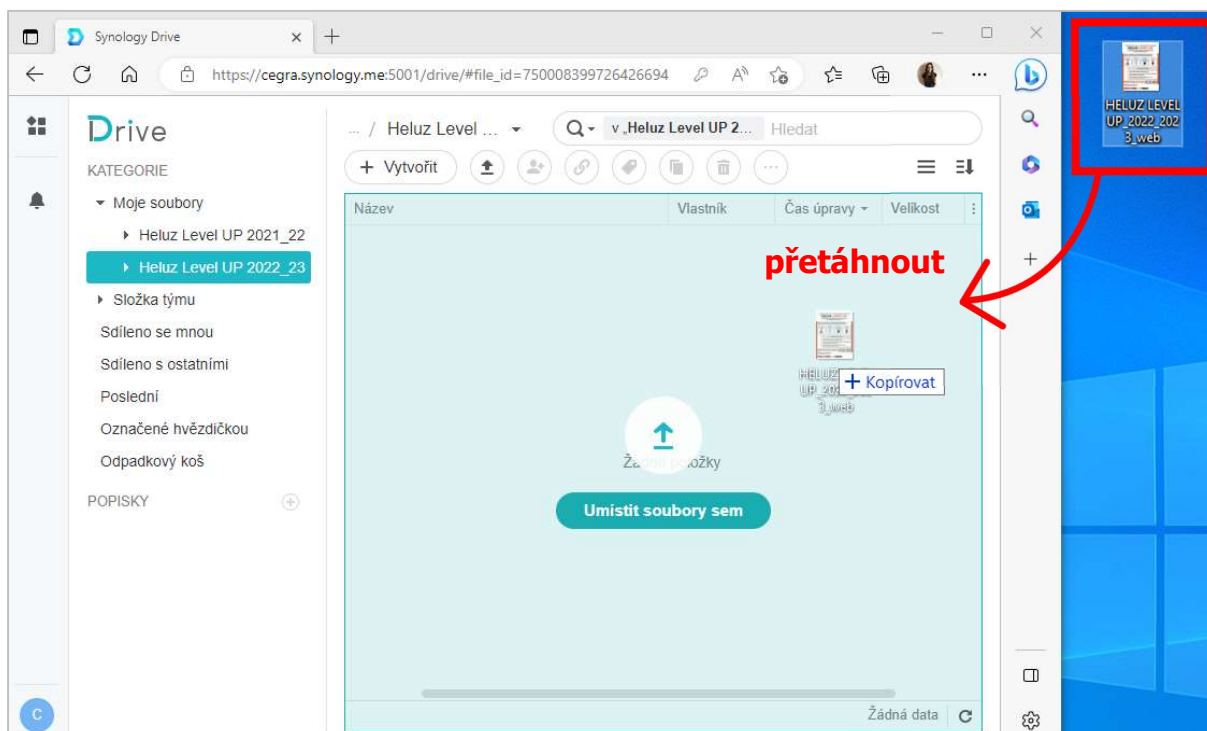 Synology Drive
https://cegra.synology.me:5001/drive/#file_id=750008399726426694
HELUZ LEVEL
UP_2022_202
3_web
Drive
... / Heluz Level ...
v „Heluz Level UP 2... Hledat
KATEGORIE
+ Vytvořit
Moje soubory
Název Vlastník Čas úpravy Velikost
Heluz Level UP 2021_22
Heluz Level UP 2022_23
přetáhnout
Složka týmu
Sdíleno se mnou
Sdíleno s ostatními
Poslední
+ Kopírovat
3_web
Označené hvězdičkou
Odpadkový koš
POPISKY
Umístit soubory sem
Žádná data
C